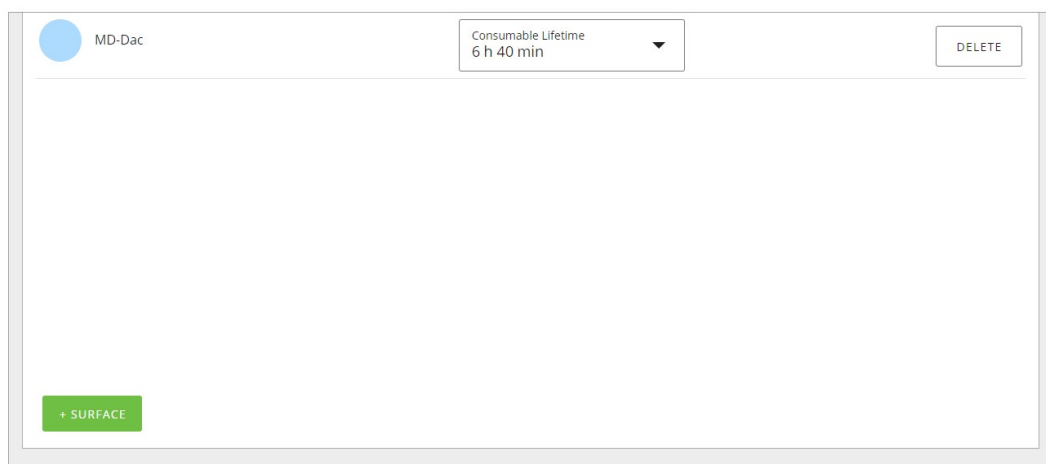 MD-Dac
Consumable Lifetime
6 h 40 min
DELETE
+ SURFACE